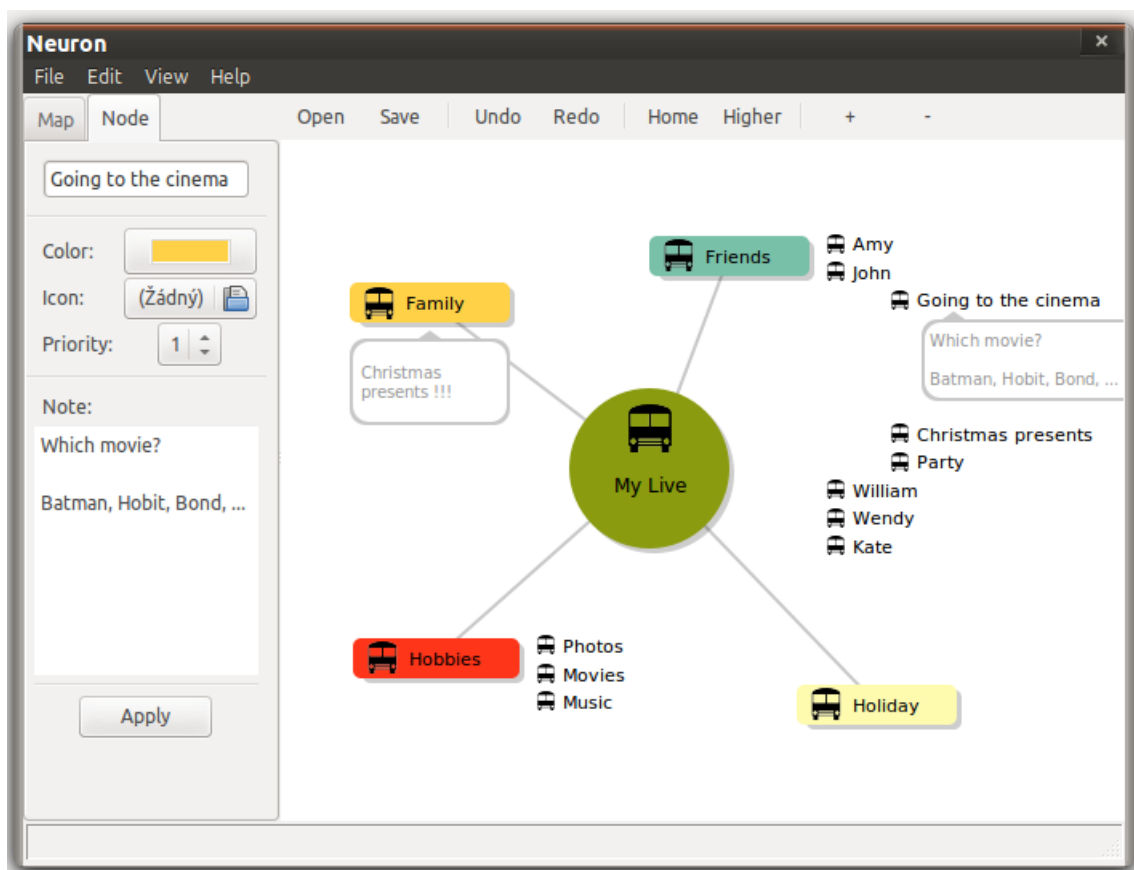 Neuron
File Edit View Help
Map Node
Open Save Undo Redo Home Higher + -
Going to the cinema
Color:
Icon: (Žádný)
Priority: 1
Note:
Which movie?
Batman, Hobit, Bond, ...
Apply
Friends
Amy
John
Going to the cinema
Which movie?
Batman, Hobit, Bond, ...
Christmas presents
Party
William
Wendy
Kate
Family
Christmas
presents !!!
My Live
Hobbies
Photos
Movies
Music
Holiday